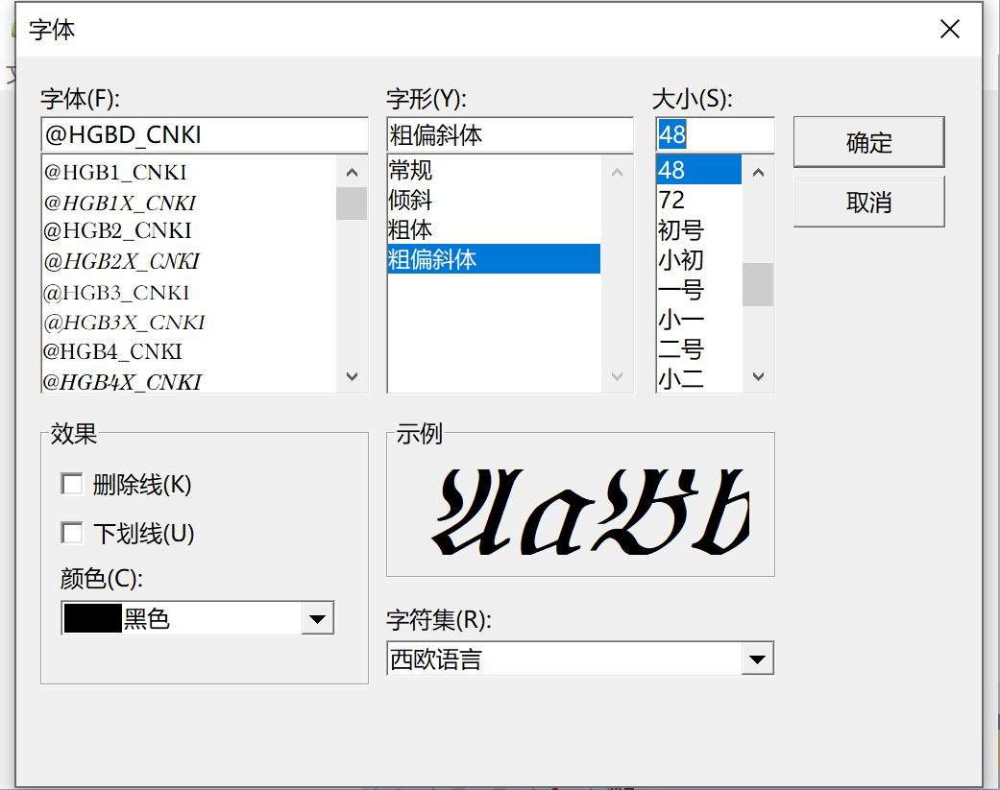 字体
字体(F):
@HGBD_CNKI
@HGB1_CNKI
@HGB1X_CNKI
@HGB2_CNKI
@HGB2X_CNKI
@HGB3_CNKI
@HGB3X_CNKI
@HGB4_CNKI
@HGB4X_CNKI
字形(Y):
粗偏斜体
常规
倾斜
粗体
粗偏斜体
大小(S):
48
48
72
初号
小初
一号
小一
二号
小二
确定
取消
效果
删除线(K)
下划线(U)
颜色(C):
黑色
示例
AaBb
字符集(R):
西欧语言